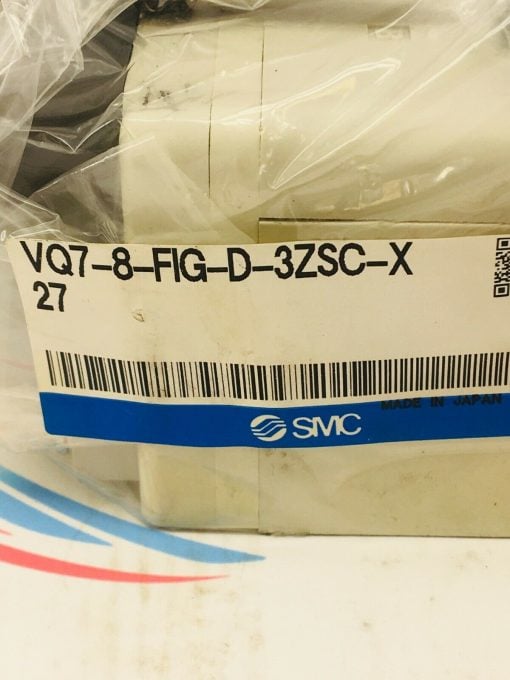 VQ7-8-FIG-D-3ZSC-X
27
MADE IN JAPAN
SMC